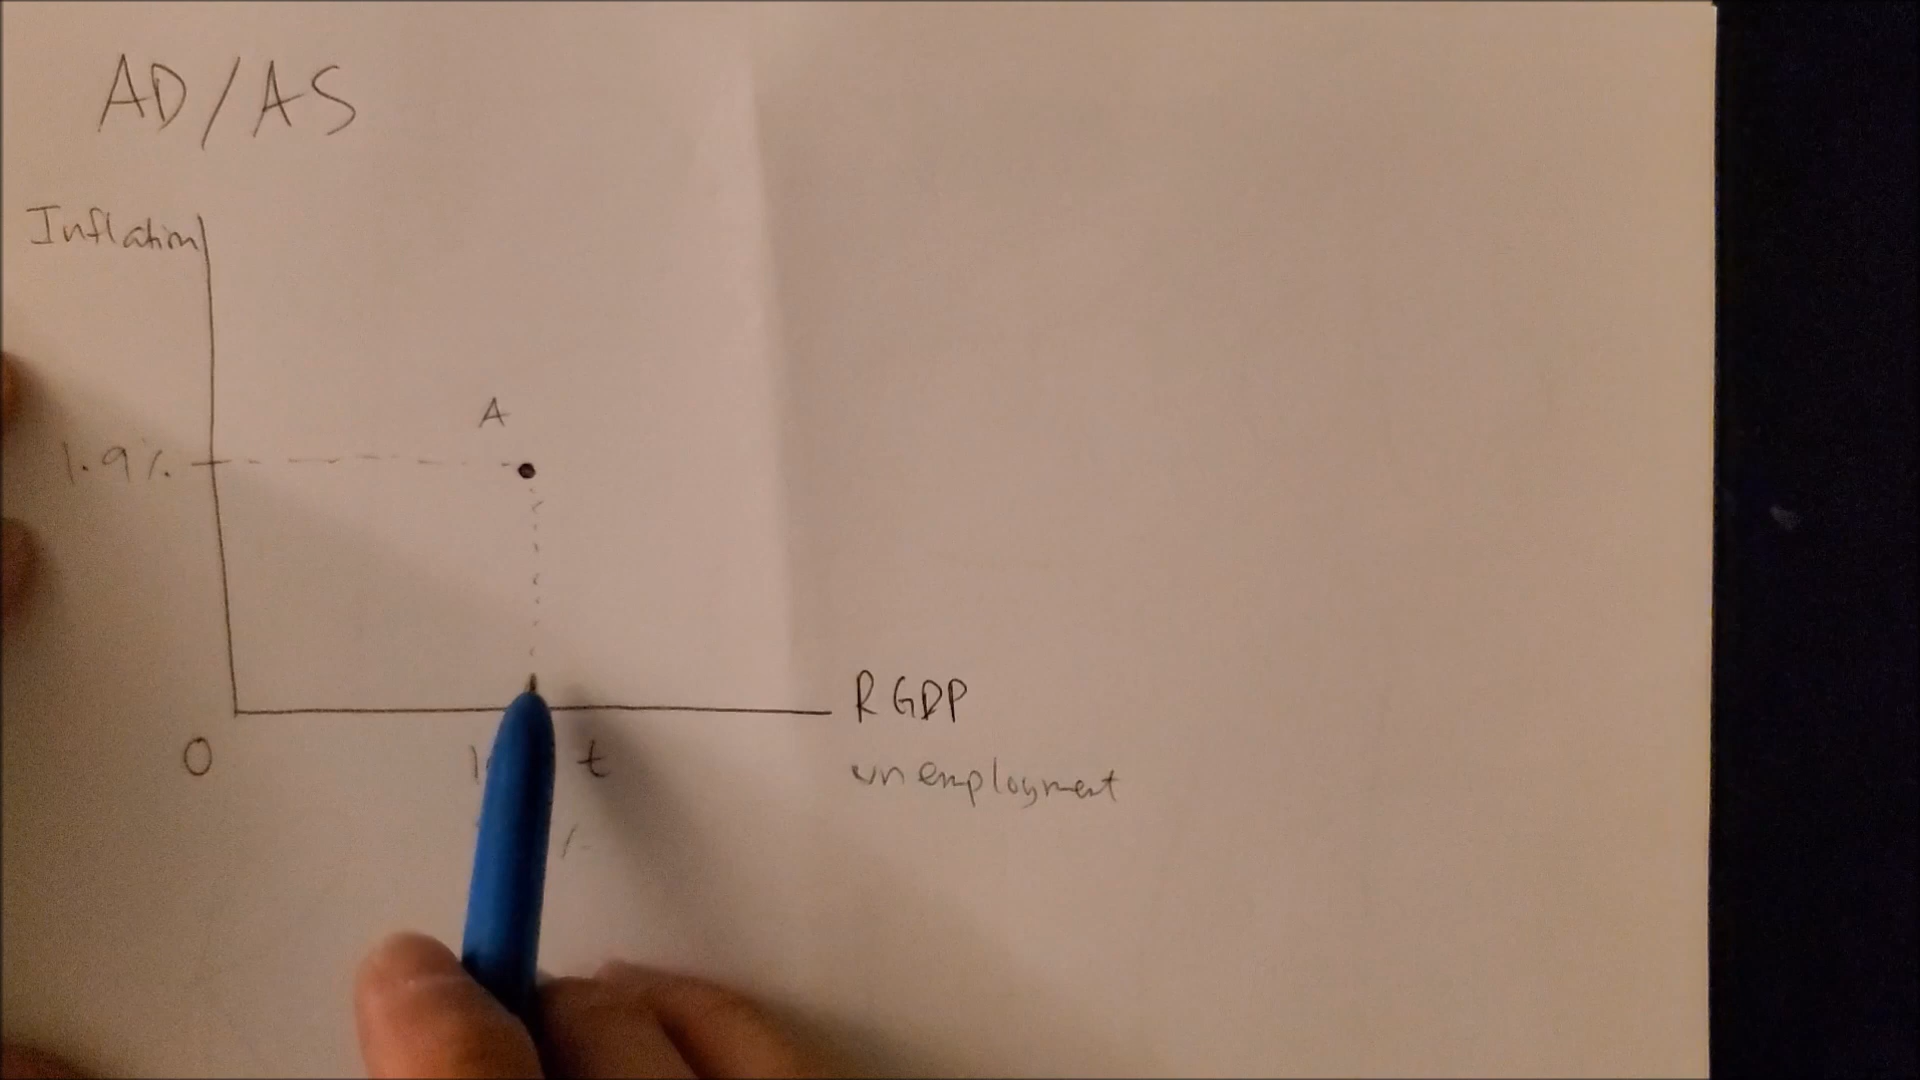 AD/AS
Inflation
A
1.9%
RGDP
0
t
unemployment